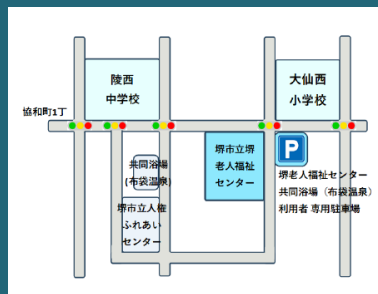 陵西
中学校
大仙西
小学校
協和町1丁
共同浴場
(布袋温泉)
堺市立堺
老人福祉
センター
P
堺市立人権
ふれあい
センター
堺老人福祉センター
共同浴場（布袋温泉）
利用者 専用駐車場